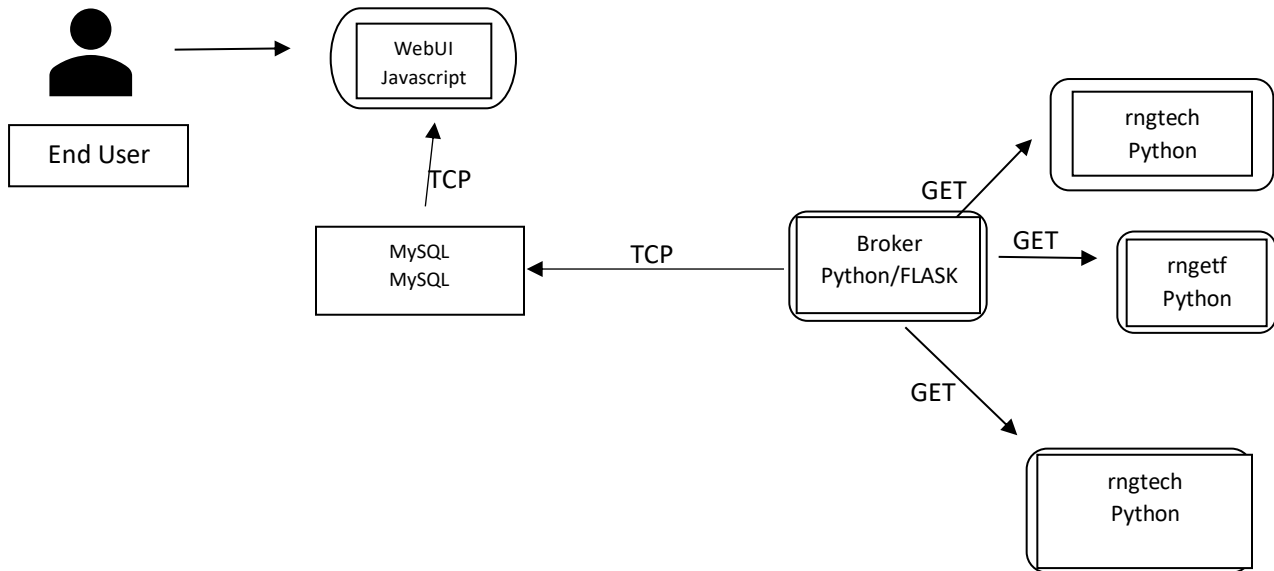 WebUI
Javascript
End User
TCP
MySQL
MySQL
TCP
Broker
Python/FLASK
GET
rngtech
Python
GET
rngetf
Python
GET
rngtech
Python